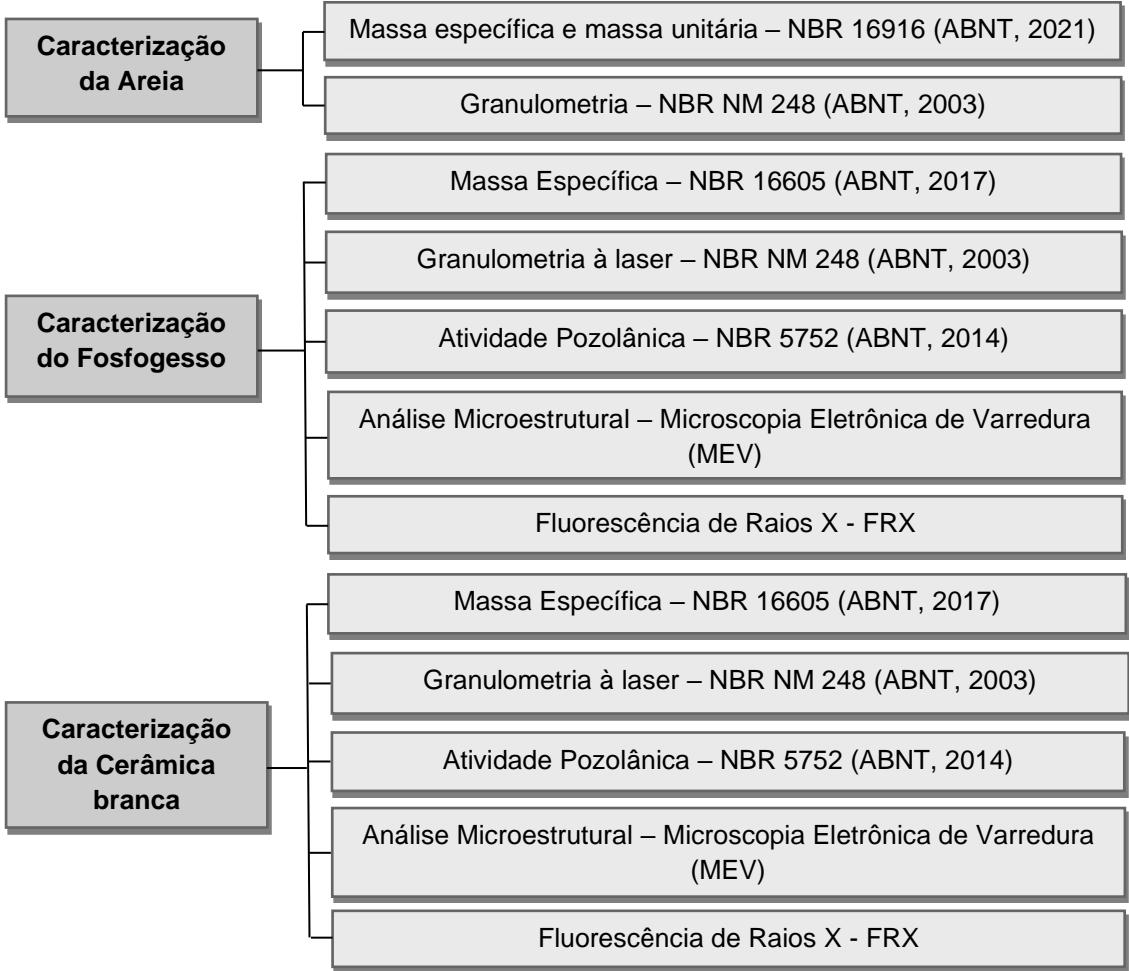 Caracterização
da Areia
Massa específica e massa unitária – NBR 16916 (ABNT, 2021)
Granulometria – NBR NM 248 (ABNT, 2003)
Caracterização
do Fosfogesso
Massa Específica – NBR 16605 (ABNT, 2017)
Granulometria à laser – NBR NM 248 (ABNT, 2003)
Atividade Pozolânica – NBR 5752 (ABNT, 2014)
Análise Microestrutural – Microscopia Eletrônica de Varredura
(MEV)
Fluorescência de Raios X - FRX
Caracterização
da Cerâmica
branca
Massa Específica – NBR 16605 (ABNT, 2017)
Granulometria à laser – NBR NM 248 (ABNT, 2003)
Atividade Pozolânica – NBR 5752 (ABNT, 2014)
Análise Microestrutural – Microscopia Eletrônica de Varredura
(MEV)
Fluorescência de Raios X - FRX